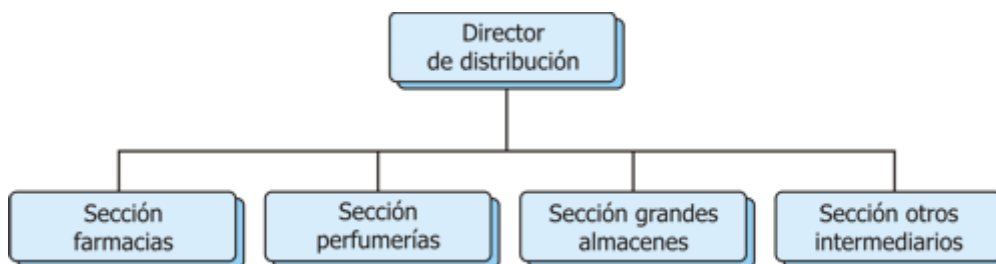 Director
de distribución
Sección
farmacias
Sección
perfumerías
Sección grandes
almacenes
Sección otros
intermediarios